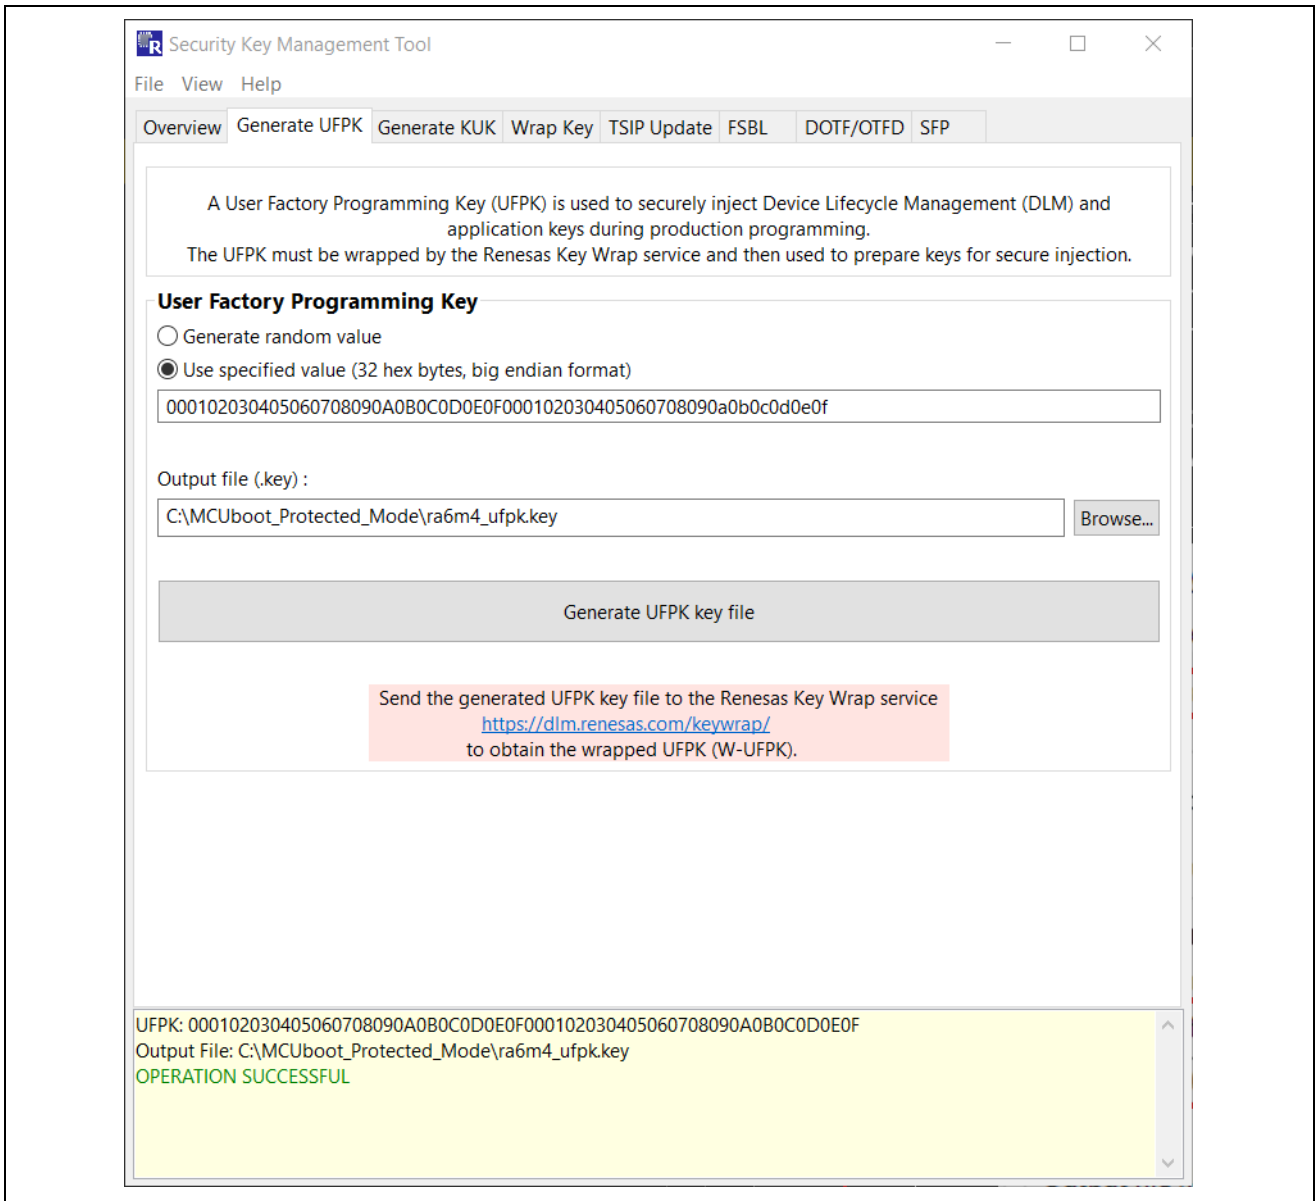 Security Key Management Tool
File View Help
Overview Generate UFPK Generate KUK Wrap Key TSIP Update FSBL DOTF/OTFD SFP
A User Factory Programming Key (UFPK) is used to securely inject Device Lifecycle Management (DLM) and
application keys during production programming.
The UFPK must be wrapped by the Renesas Key Wrap service and then used to prepare keys for secure injection.
User Factory Programming Key
Generate random value
Use specified value (32 hex bytes, big endian format)
000102030405060708090A0B0C0D0E0F000102030405060708090a0b0c0d0e0f
Output file (.key) :
C:\MCUboot_Protected_Mode\ra6m4_ufpk.key
Browse...
Generate UFPK key file
Send the generated UFPK key file to the Renesas Key Wrap service
https://dlm.renesas.com/keywrap/
to obtain the wrapped UFPK (W-UFPK).
UFPK: 000102030405060708090A0B0C0D0E0F000102030405060708090A0B0C0D0E0F
Output File: C:\MCUboot_Protected_Mode\ra6m4_ufpk.key
OPERATION SUCCESSFUL